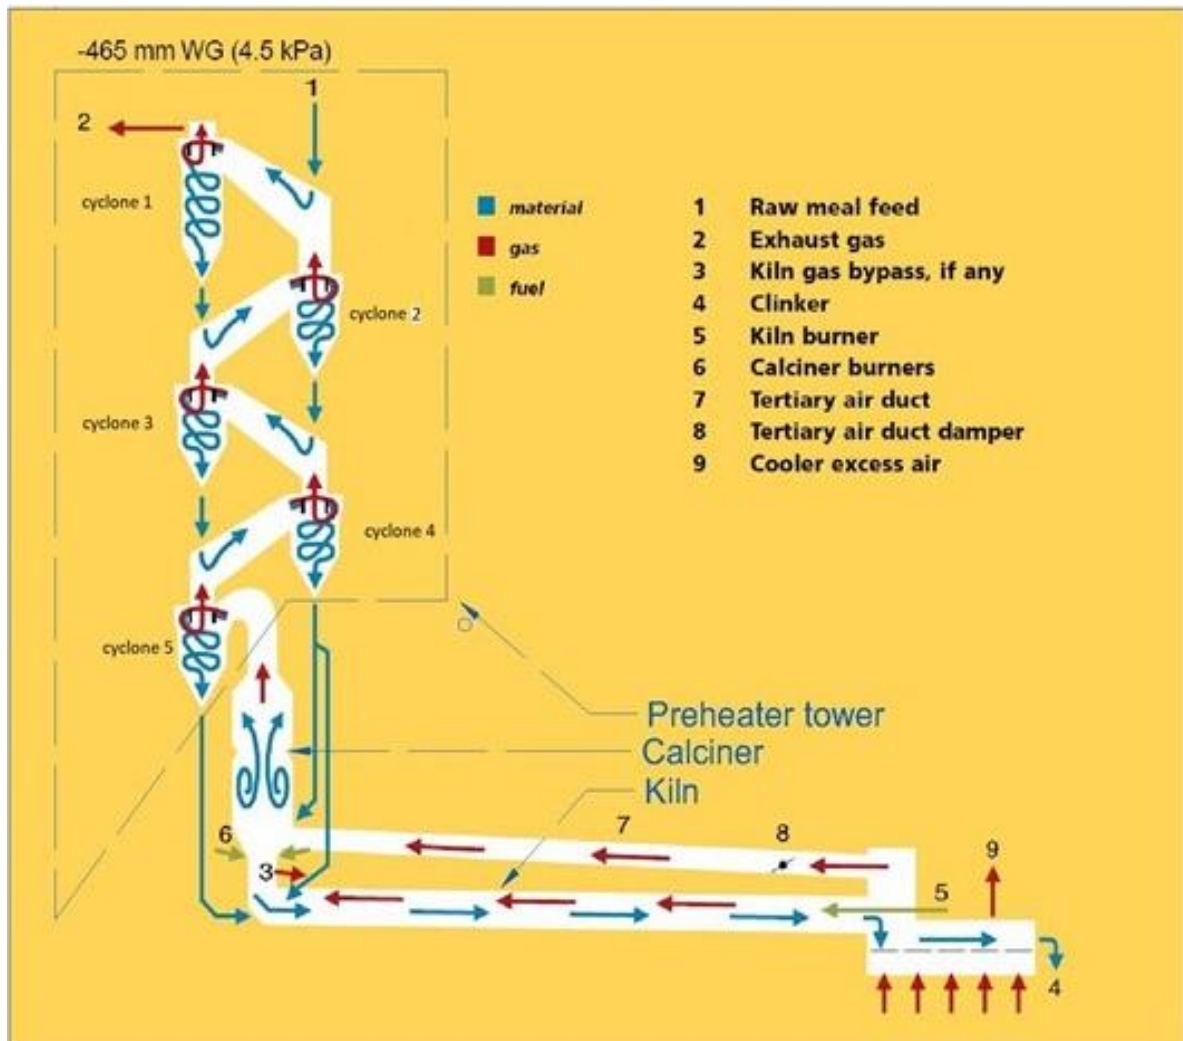 -465 mm WG (4.5 kPa)
1
2
cyclone 1
cyclone 2
cyclone 3
cyclone 4
cyclone 5
material
gas
fuel
1 Raw meal feed
2 Exhaust gas
3 Kiln gas bypass, if any
4 Clinker
5 Kiln burner
6 Calciner burners
7 Tertiary air duct
8 Tertiary air duct damper
9 Cooler excess air
Preheater tower
Calciner
Kiln
6
7
8
9
3
5
4